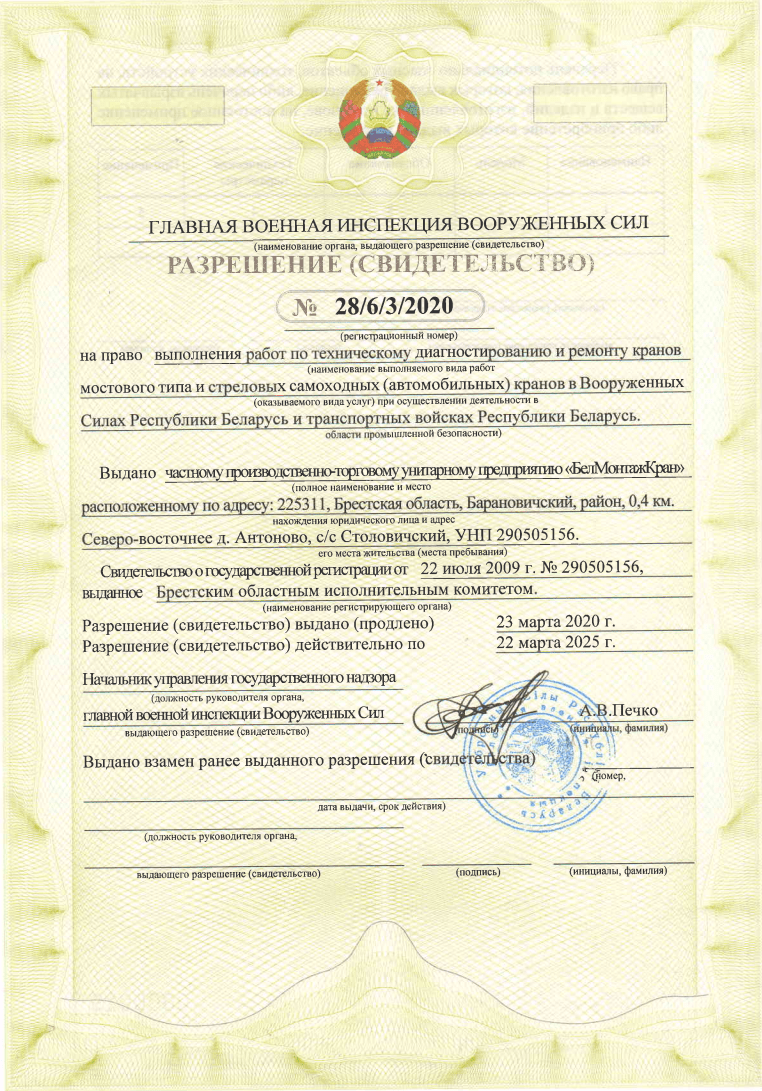 ГЛАВНАЯ ВОЕННАЯ ИНСПЕКЦИЯ ВООРУЖЕННЫХ СИЛ
(наименование органа, выдающего разрешение (свидетельство)
РАЗРЕШЕНИЕ (СВИДЕТЕЛЬСТВО)
№ 28/6/3/2020
(регистрационный номер)
на право выполнения работ по техническому диагностированию и ремонту кранов
(наименование выполняемого вида работ
мостового типа и стреловых самоходных (автомобильных) кранов в Вооруженных
(оказываемого вида услуг) при осуществлении деятельности в
Силах Республики Беларусь и транспортных войсках Республики Беларусь.
области промышленной безопасности)
Выдано частному производственно-торговому унитарному предприятию «БелМонтажКран»
(полное наименование и место
расположенному по адресу: 225311, Брестская область, Барановичский, район, 0,4 км.
нахождения юридического лица и адрес
Северо-восточнее д. Антоново, с/с Столовичский, УНП 290505156.
его места жительства (места пребывания)
Свидетельство о государственной регистрации от 22 июля 2009 г. № 290505156,
выданное Брестским областным исполнительным комитетом.
(наименование регистрирующего органа)
Разрешение (свидетельство) выдано (продлено) 23 марта 2020 г.
Разрешение (свидетельство) действительно по 22 марта 2025 г.
Начальник управления государственного надзора
(должность руководителя органа,
главной военной инспекции Вооруженных Сил А.В.Печко
выдающего разрешение (свидетельство) (подпись) (инициалы, фамилия)
Выдано взамен ранее выданного разрешения (свидетельства)
(номер,
дата выдачи, срок действия)
(должность руководителя органа,
выдающего разрешение (свидетельство) (подпись) (инициалы, фамилия)